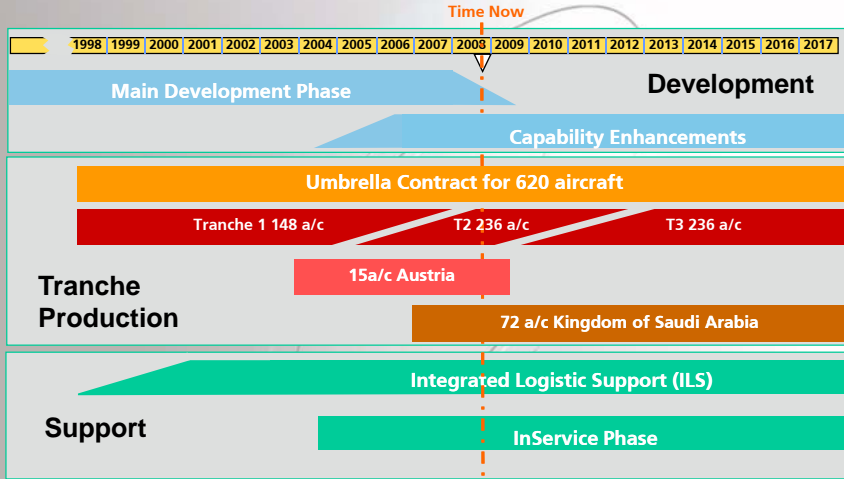 Time Now
1998 1999 2000 2001 2002 2003 2004 2005 2006 2007 2008 2009 2010 2011 2012 2013 2014 2015 2016 2017
Main Development Phase
Development
Capability Enhancements
Umbrella Contract for 620 aircraft
Tranche 1 148 a/c
T2 236 a/c
T3 236 a/c
15a/c Austria
Tranche
Production
72 a/c Kingdom of Saudi Arabia
Integrated Logistic Support (ILS)
Support
InService Phase